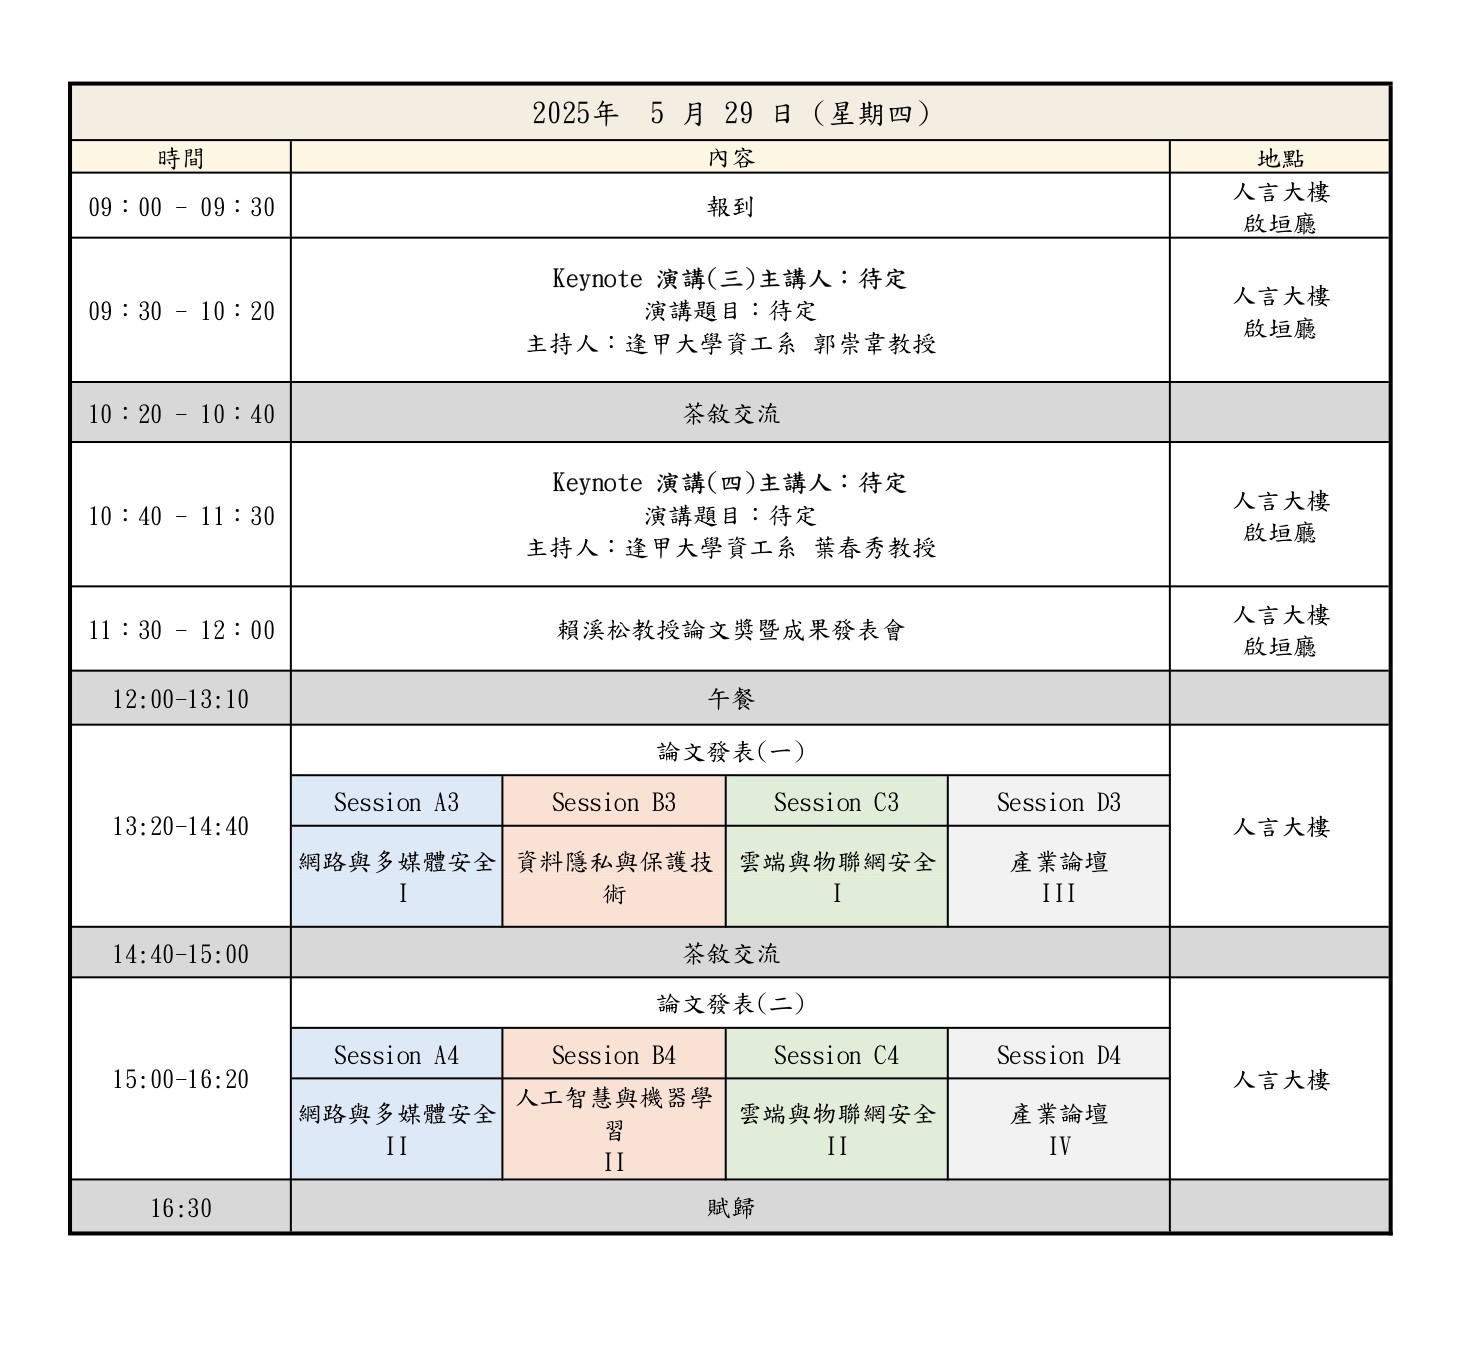 2025年 5 月 29 日 (星期四)
時間 內容 地點
09：00 - 09：30 報到 人言大樓
啟垣廳
Keynote 演講(三)主講人：待定
09：30 - 10：20 演講題目：待定 人言大樓
啟垣廳
主持人：逢甲大學資工系 郭崇韋教授
10：20 - 10：40 茶敘交流
Keynote 演講(四)主講人：待定
10：40 - 11：30 演講題目：待定 人言大樓
啟垣廳
主持人：逢甲大學資工系 葉春秀教授
11：30 - 12：00 賴溪松教授論文獎暨成果發表會 人言大樓
啟垣廳
12:00-13:10 午餐
論文發表(一)
Session A3 Session B3 Session C3 Session D3
13:20-14:40 人言大樓
網路與多媒體安全 資料隱私與保護技 雲端與物聯網安全 產業論壇
I 術 I III
14:40-15:00 茶敘交流
論文發表(二)
Session A4 Session B4 Session C4 Session D4
15:00-16:20 人言大樓
網路與多媒體安全 人工智慧與機器學 雲端與物聯網安全 產業論壇
II 習 II IV
II
16:30 賦歸